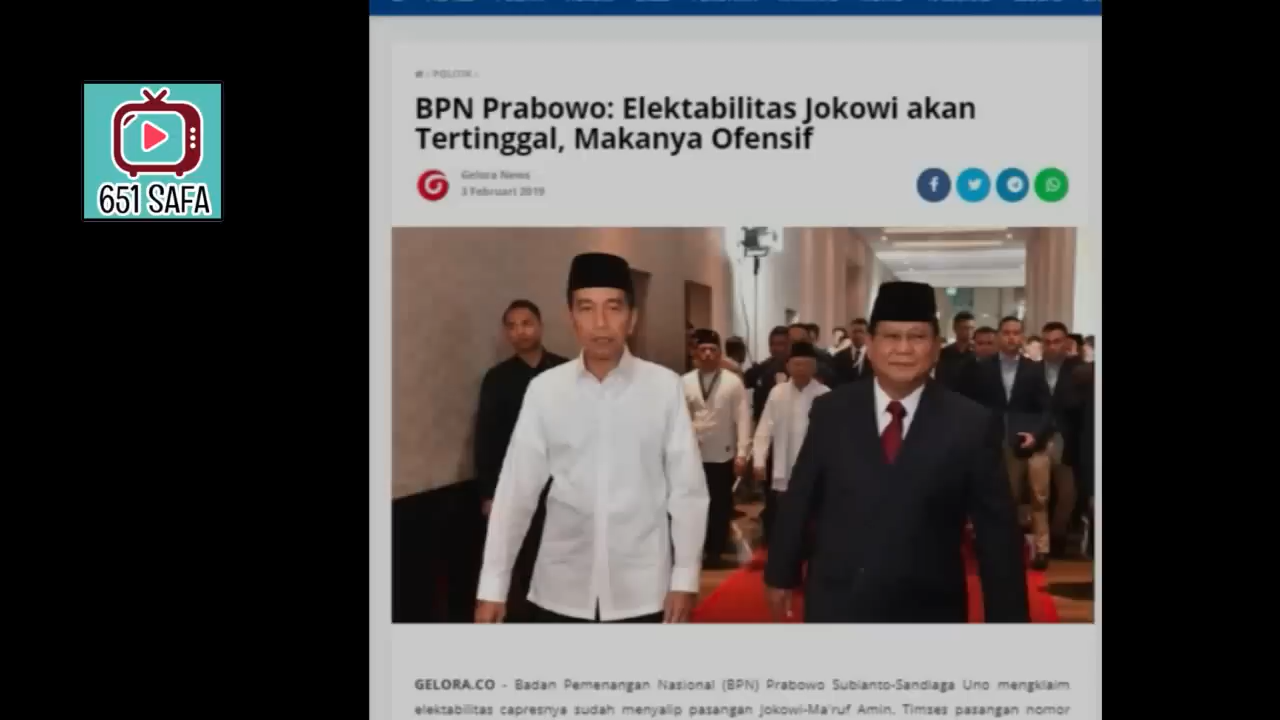 POLITIK
BPN Prabowo: Elektabilitas Jokowi akan
Tertinggal, Makanya Ofensif
Gelora News
3 Februari 2019
651 SAFA
GELORA.CO - Badan Pemenangan Nasional (BPN) Prabowo Subianto-Sandiaga Uno mengklaim
elektabilitas capresnya sudah menyalip pasangan Jokowi-Ma'ruf Amin. Timses pasangan nomor